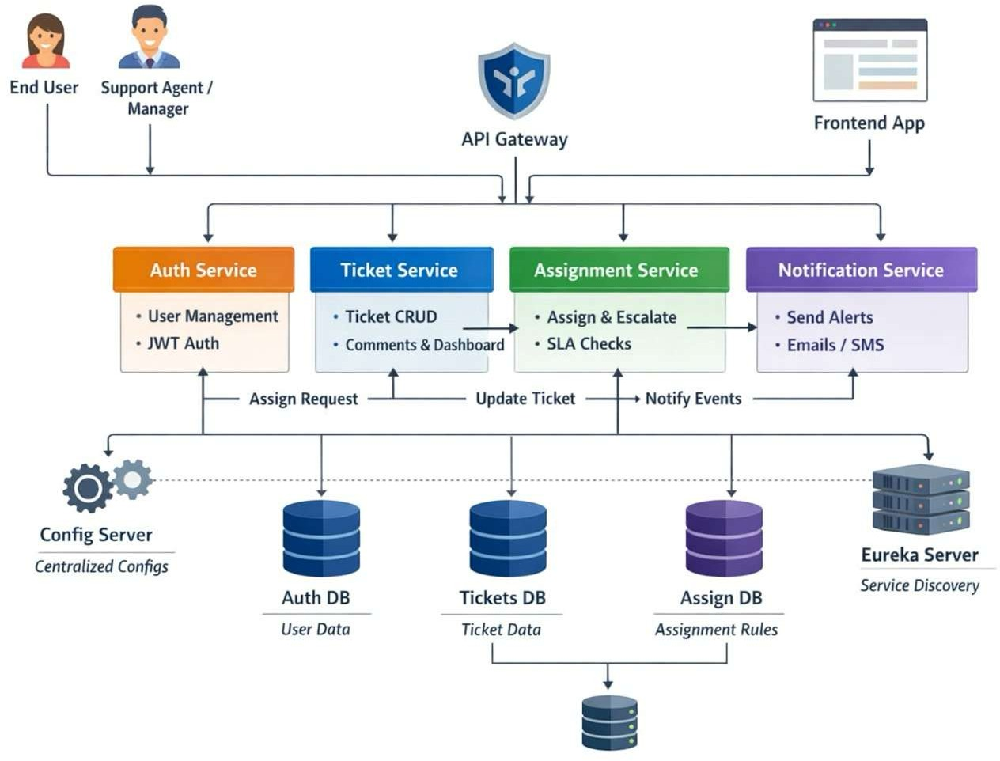 End User
Support Agent /
Manager
API Gateway
Frontend App
Auth Service
• User Management
• JWT Auth
Ticket Service
• Ticket CRUD
• Comments & Dashboard
Assignment Service
• Assign & Escalate
• SLA Checks
Notification Service
• Send Alerts
• Emails / SMS
Assign Request
Update Ticket
Notify Events
Config Server
Centralized Configs
Auth DB
User Data
Tickets DB
Ticket Data
Assign DB
Assignment Rules
Eureka Server
Service Discovery